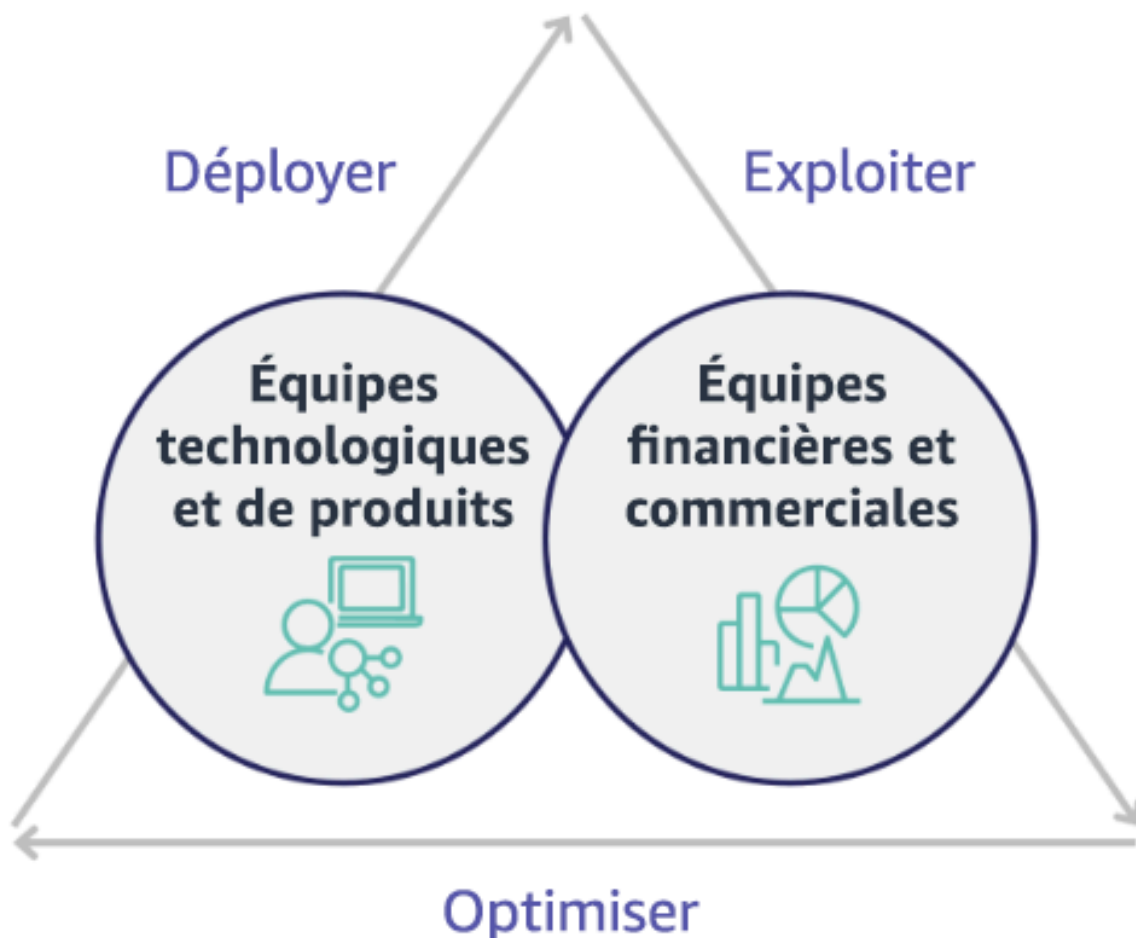 Déployer
Exploiter
Équipes
technologiques
et de produits
Équipes
financières et
commerciales
Optimiser